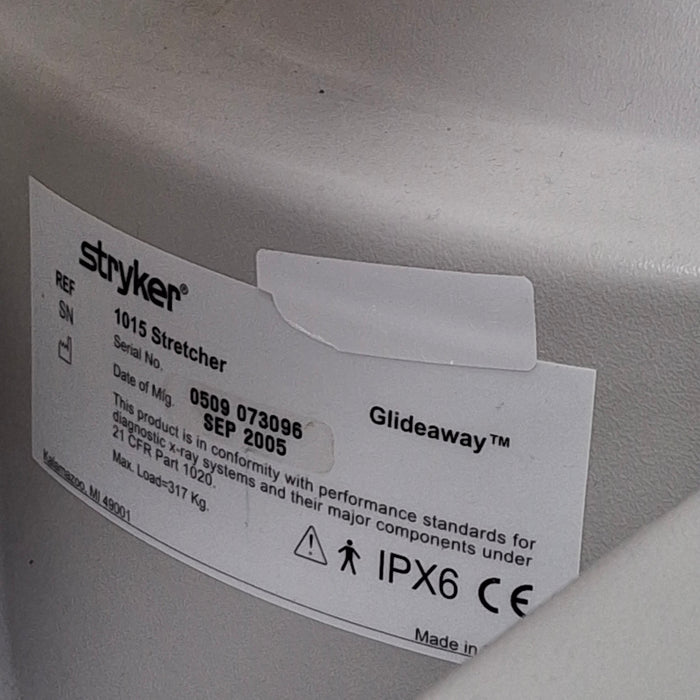 stryker®
REF 1015 Stretcher
SN Serial No. 0509 073096
Date of Mfg. SEP 2005
Glideaway™
This product is in conformity with performance standards for
diagnostic x-ray systems and their major components under
21 CFR Part 1020.
Max. Load=317 Kg.
IPX6 CE
Kalamazoo, MI 49001
Made in